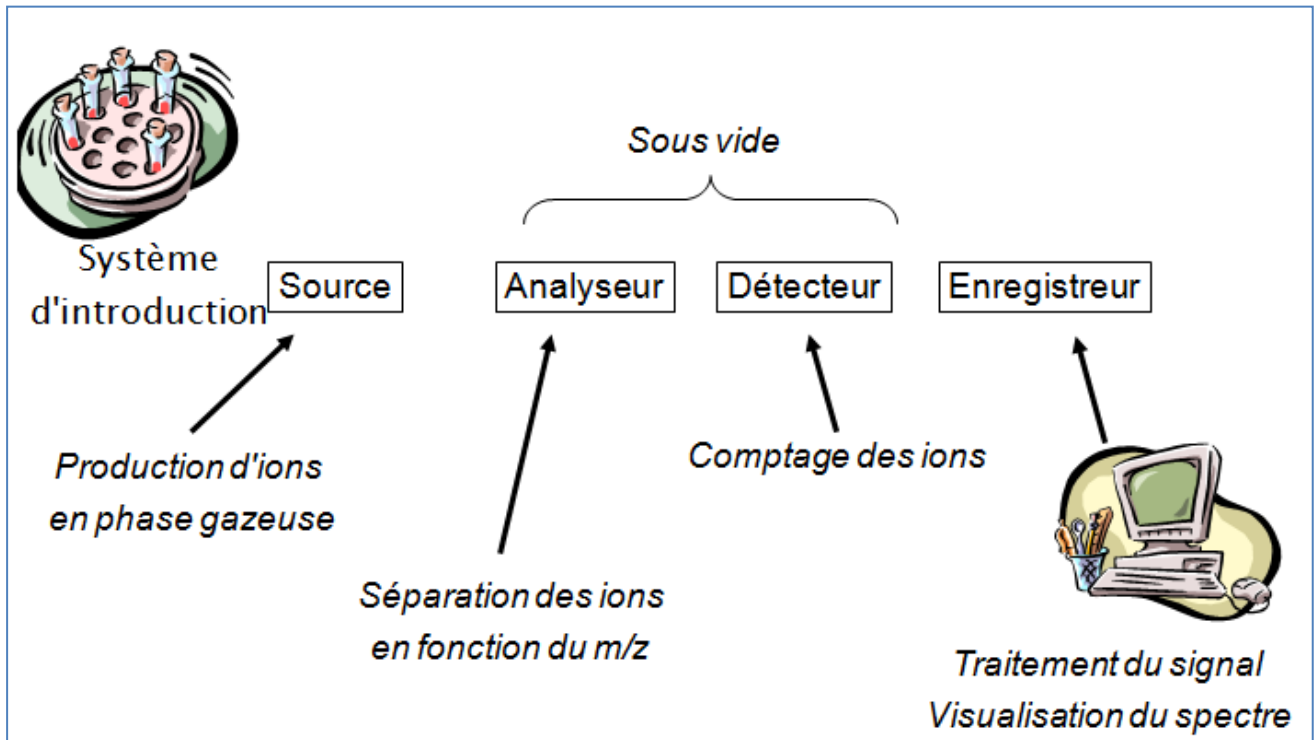 Sous vide
Système
d'introduction
Source
Analyseur
Détecteur
Enregistreur
Production d'ions
en phase gazeuse
Séparation des ions
en fonction du m/z
Comptage des ions
Traitement du signal
Visualisation du spectre